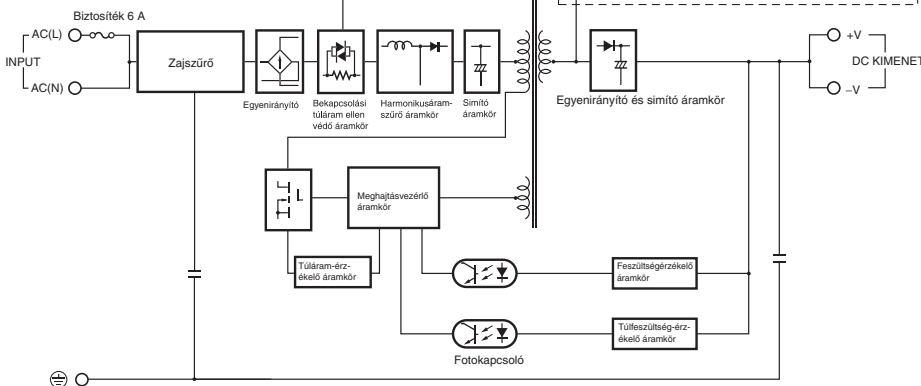 Biztosíték 6 A
AC(L)
INPUT
AC(N)
Zajszűrő
Egyenirányító
Bekapcsolási
túláram ellen
védő áramkör
Harmonikusáram-
szűrő áramkör
Simító
áramkör
Egyenirányító és simító áramkör
+V
DC KIMENET
–V
Meghajtásvezérlő
áramkör
Túláram-érz-
ékelő áramkör
Feszültségérzékelő
áramkör
Túlfeszültség-érz-
ékelő áramkör
Fotokapcsoló